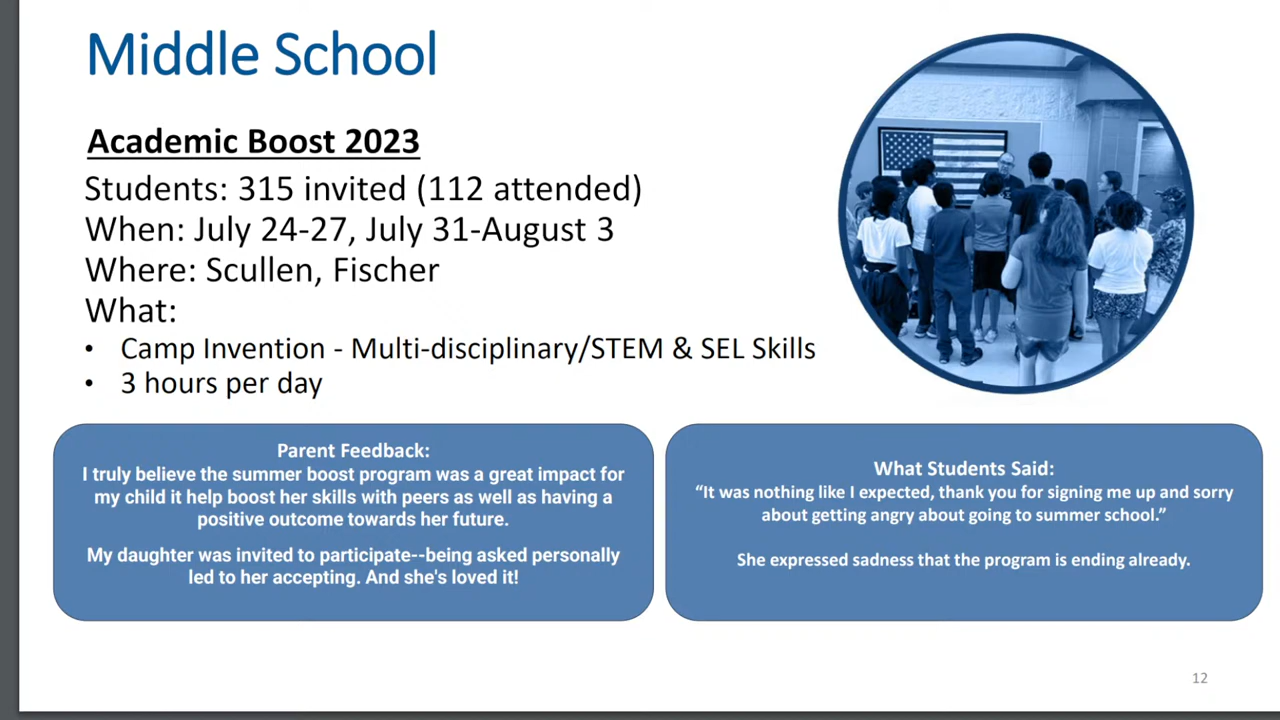 Middle School
Academic Boost 2023
Students: 315 invited (112 attended)
When: July 24-27, July 31-August 3
Where: Scullen, Fischer
What:
• Camp Invention - Multi-disciplinary/STEM & SEL Skills
• 3 hours per day
Parent Feedback:
I truly believe the summer boost program was a great impact for
my child it help boost her skills with peers as well as having a
positive outcome towards her future.
My daughter was invited to participate--being asked personally
led to her accepting. And she's loved it!
What Students Said:
“It was nothing like I expected, thank you for signing me up and sorry
about getting angry about going to summer school.”
She expressed sadness that the program is ending already.
12